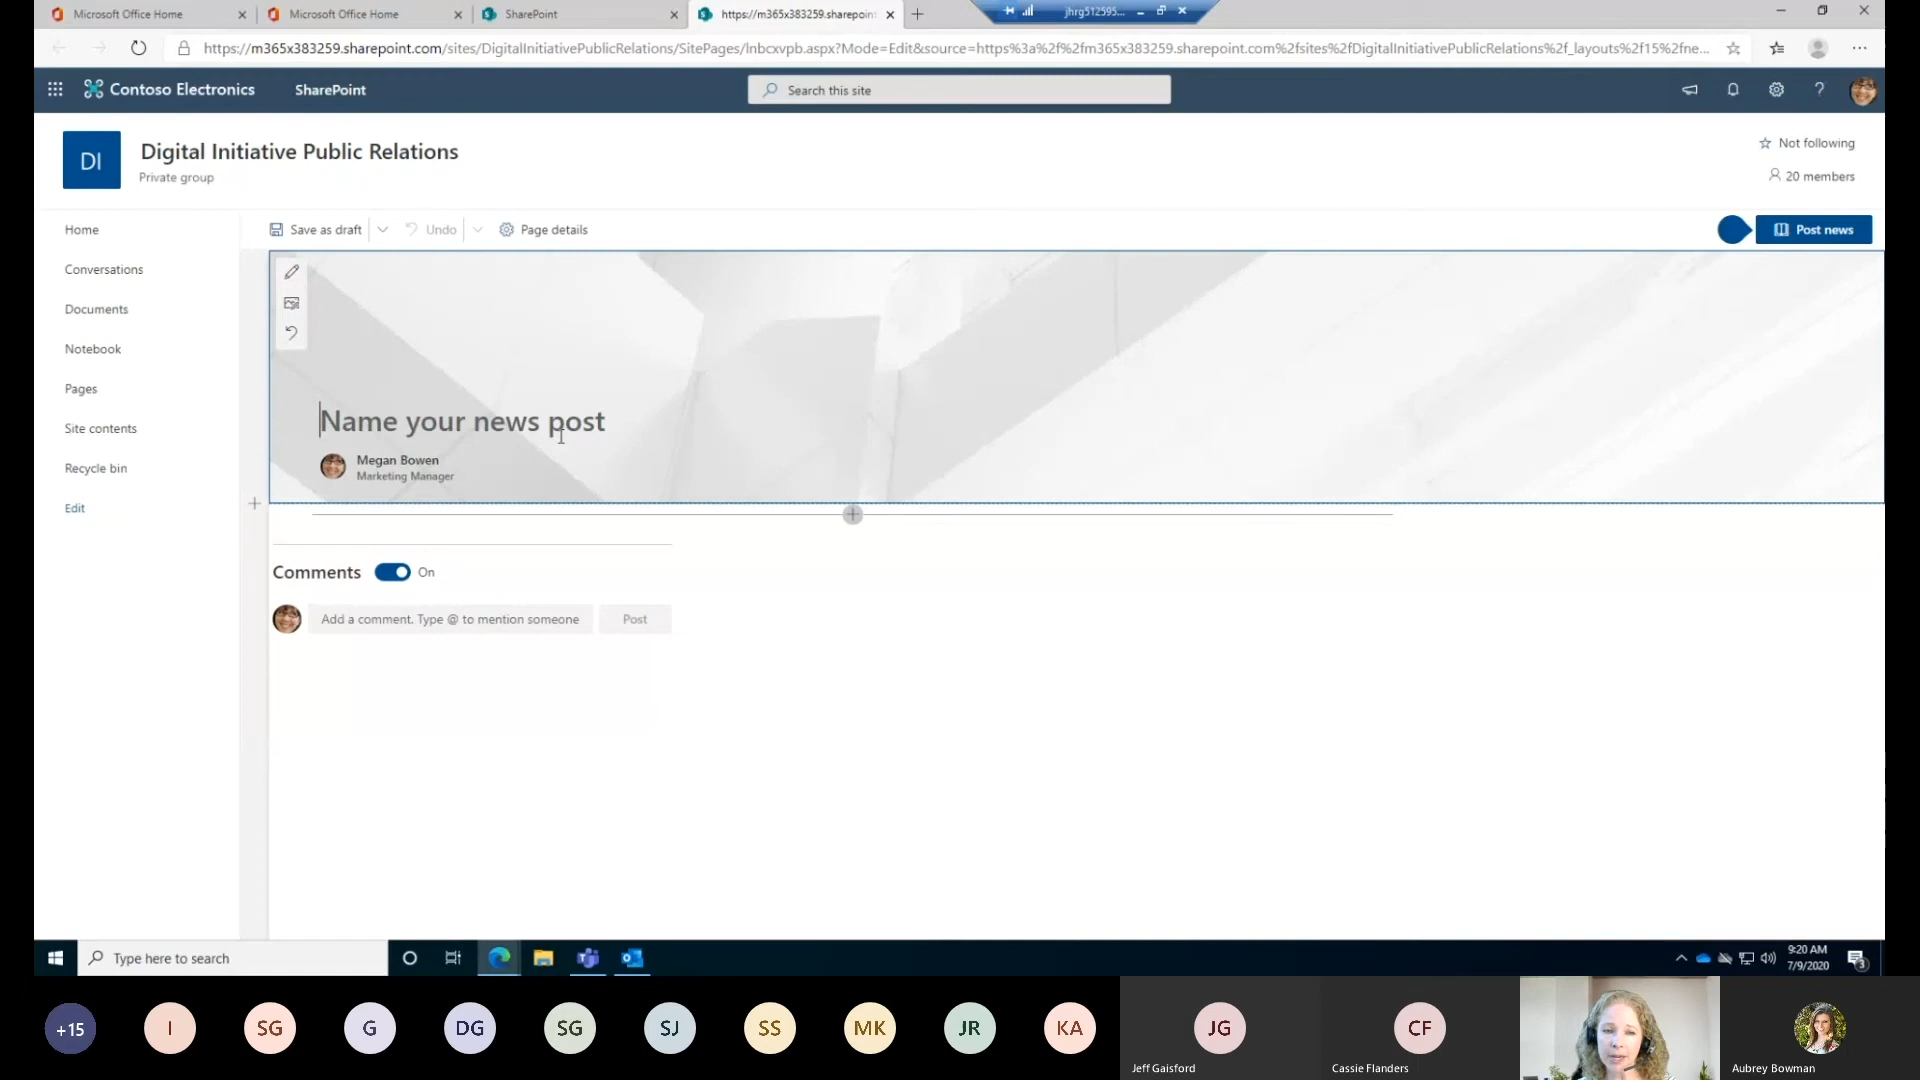 Microsoft Office Home
Microsoft Office Home
SharePoint
https://m365x383259.sharepoint
jhrg512595...
https://m365x383259.sharepoint.com/sites/DigitalInitiativePublicRelations/SitePages/lnbcxvpb.aspx?Mode=Edit&source=https%3a%2f%2fm365x383259.sharepoint.com%2fsites%2fDigitalInitiativePublicRelations%2f_layouts%2f15%2fne...
Contoso Electronics
SharePoint
Search this site
DI
Digital Initiative Public Relations
Private group
Not following
20 members
Home
Conversations
Documents
Notebook
Pages
Site contents
Recycle bin
Edit
Save as draft
Undo
Page details
Post news
Name your news post
Megan Bowen
Marketing Manager
Comments
On
Add a comment. Type @ to mention someone
Post
Type here to search
9:20 AM
7/9/2020
3
+15
I
SG
G
DG
SG
SJ
SS
MK
JR
KA
JG
Jeff Gaisford
CF
Cassie Flanders
Aubrey Bowman